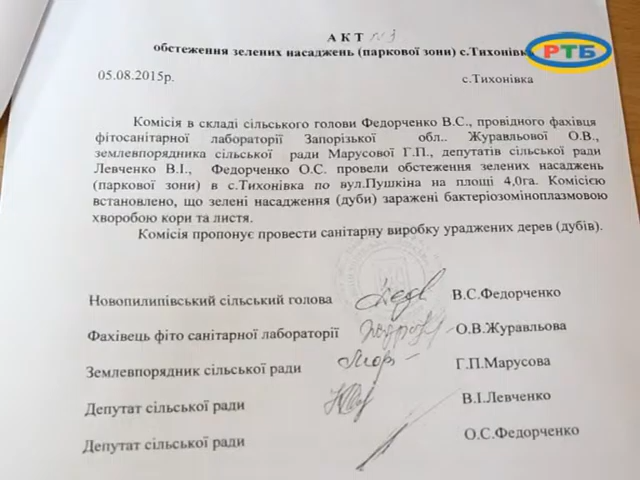 А К Т №3
обстеження зелених насаджень (паркової зони) с.Тихонівка
РТБ
05.08.2015р.
с.Тихонівка
Комісія в складі сільського голови Федорченко В.С., провідного фахівця
фітосанітарної лабораторії Запорізької обл.. Журавльової О.В.,
землевпорядника сільської ради Марусової Г.П., депутатів сільської ради
Левченко В.І., Федорченко О.С. провели обстеження зелених насаджень
(паркової зони) в с.Тихонівка по вул.Пушкіна на площі 4,0га. Комісією
встановлено, що зелені насадження (дуби) заражені бактеріозоміноплазмовою
хворобою кори та листя.
Комісія пропонує провести санітарну виробку уражених дерев (дубів).
Новопилипівський сільський голова В.С.Федорченко
Фахівець фіто санітарної лабораторії О.В.Журавльова
Землевпорядник сільської ради Г.П.Марусова
Депутат сільської ради В.І.Левченко
Депутат сільської ради О.С.Федорченко